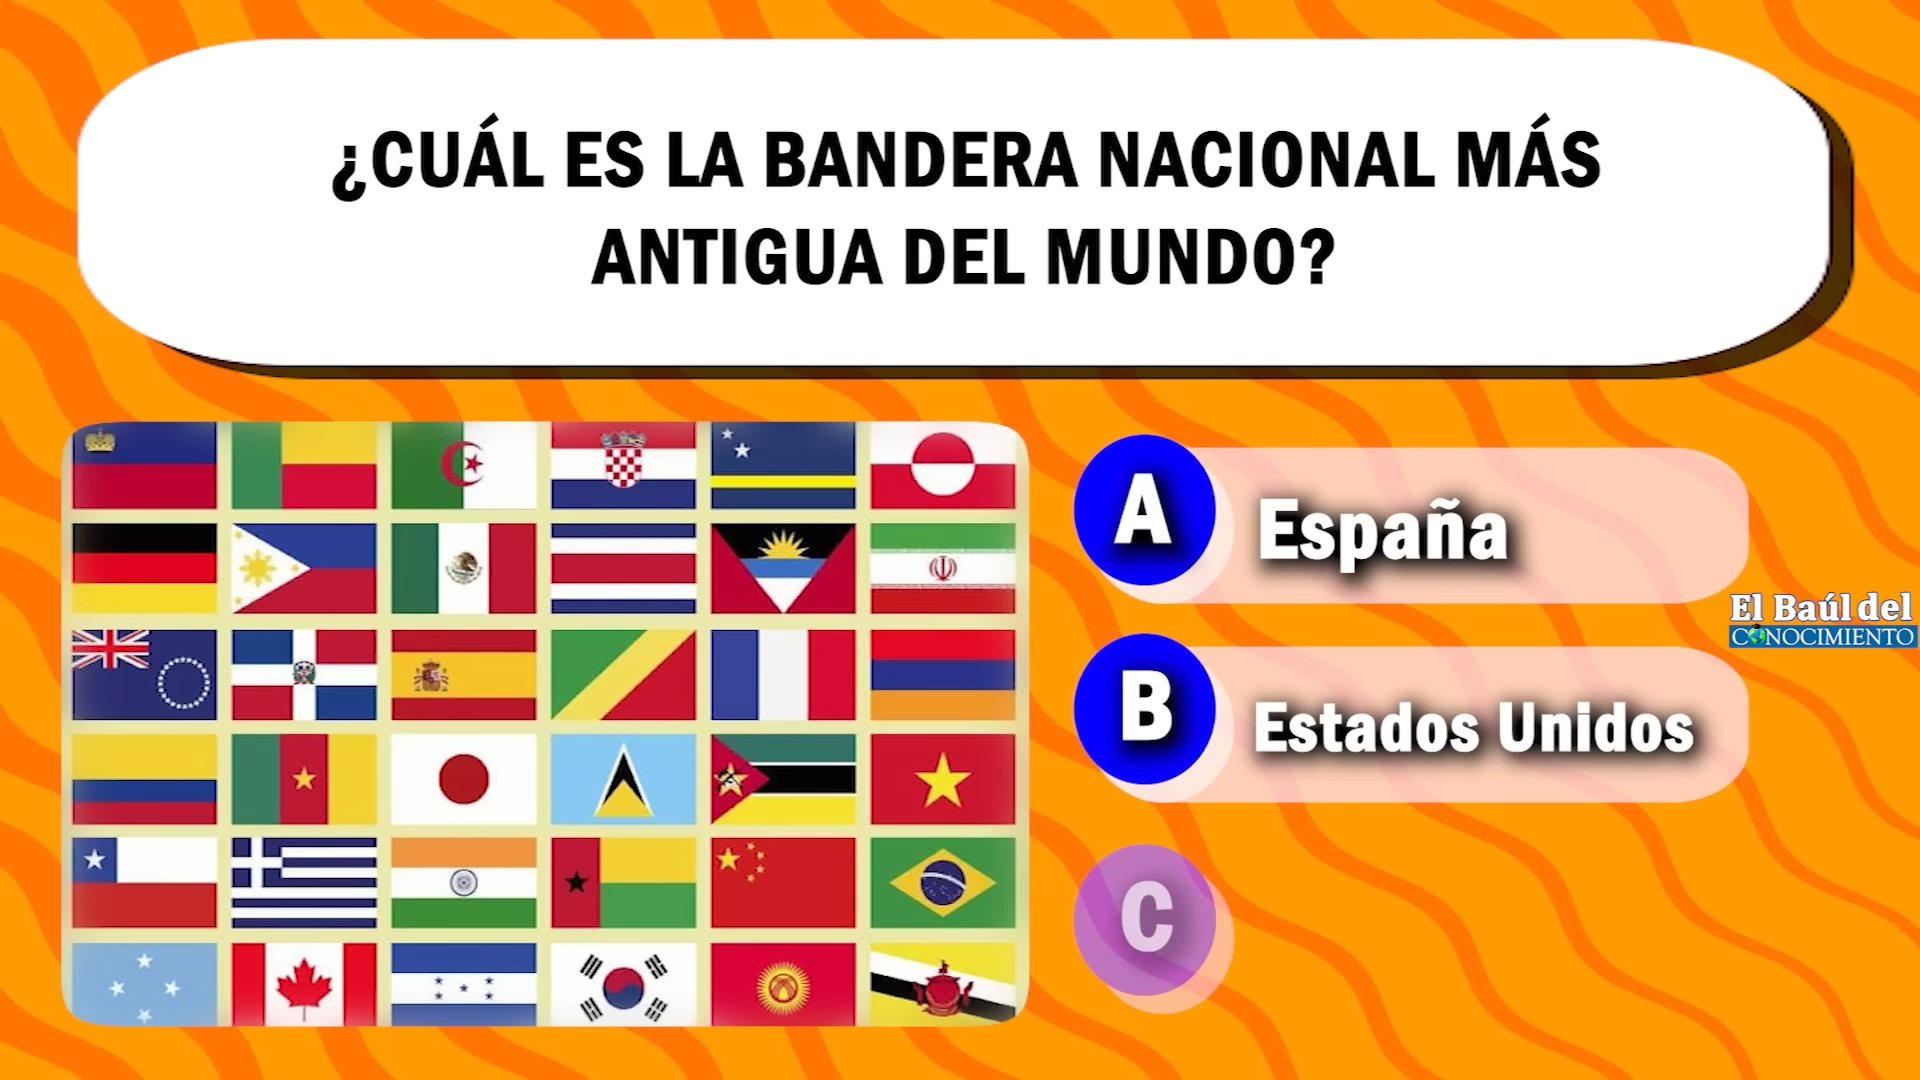 ¿CUÁL ES LA BANDERA NACIONAL MÁS
ANTIGUA DEL MUNDO?
A
España
B
Estados Unidos
C
El Baúl del
CONOCIMIENTO